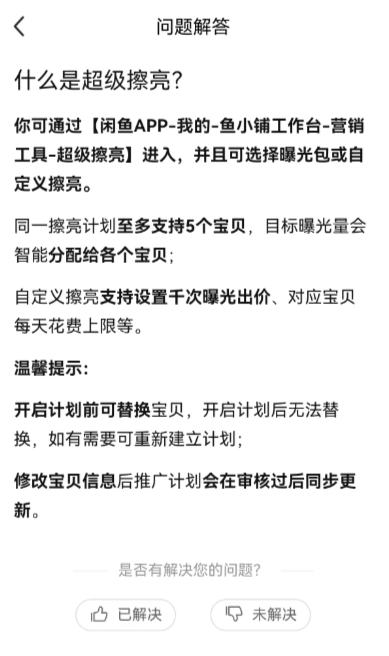 问题解答
什么是超级擦亮？
你可通过【闲鱼APP-我的-鱼小铺工作台-营销
工具-超级擦亮】进入，并且可选择曝光包或自
定义擦亮。
同一擦亮计划至多支持5个宝贝，目标曝光量会
智能分配给各个宝贝；
自定义擦亮支持设置千次曝光出价、对应宝贝
每天花费上限等。
温馨提示：
开启计划前可替换宝贝，开启计划后无法替
换，如有需要可重新建立计划；
修改宝贝信息后推广计划会在审核过后同步更
新。
是否有解决您的问题？
已解决
未解决